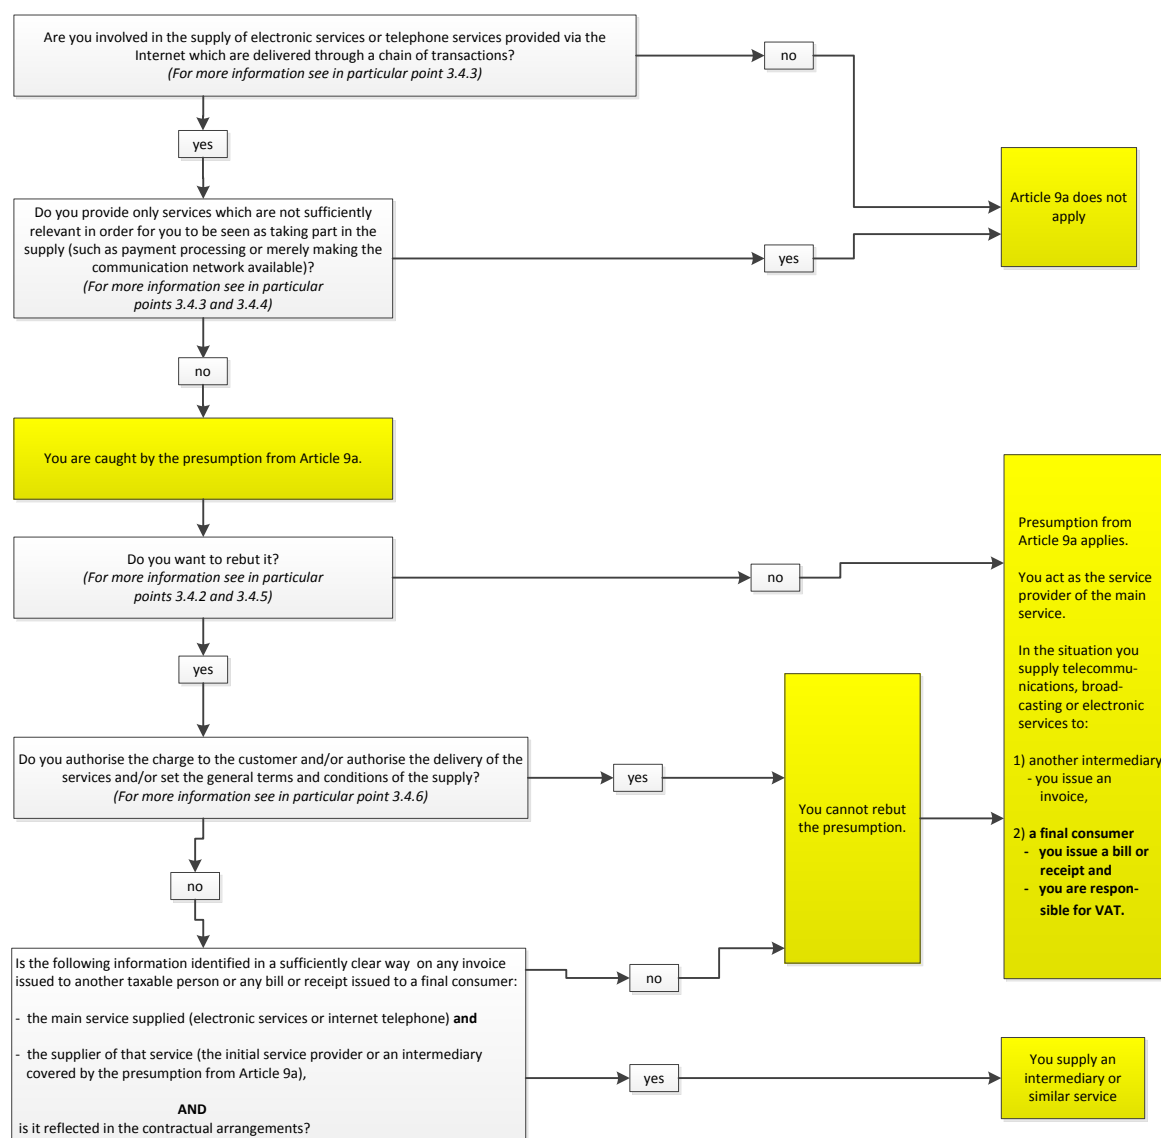 Are you involved in the supply of electronic services or telephone services provided via the
Internet which are delivered through a chain of transactions?
(For more information see in particular point 3.4.3)
no
yes
Article 9a does not
apply
Do you provide only services which are not sufficiently
relevant in order for you to be seen as taking part in the
supply (such as payment processing or merely making the
communication network available)?
(For more information see in particular
points 3.4.3 and 3.4.4)
yes
no
You are caught by the presumption from Article 9a.
Do you want to rebut it?
(For more information see in particular
points 3.4.2 and 3.4.5)
no
yes
Presumption from
Article 9a applies.
You act as the service
provider of the main
service.
In the situation you
supply telecommu-
nications, broad-
casting or electronic
services to:
1) another intermediary
- you issue an
invoice,
2) a final consumer
- you issue a bill or
receipt and
- you are respon-
sible for VAT.
Do you authorise the charge to the customer and/or authorise the delivery of the
services and/or set the general terms and conditions of the supply?
(For more information see in particular point 3.4.6)
yes
You cannot rebut
the presumption.
no
Is the following information identified in a sufficiently clear way on any invoice
issued to another taxable person or any bill or receipt issued to a final consumer:
- the main service supplied (electronic services or internet telephone) and
- the supplier of that service (the initial service provider or an intermediary
covered by the presumption from Article 9a),
AND
is it reflected in the contractual arrangements?
no
yes
You supply an
intermediary or
similar service